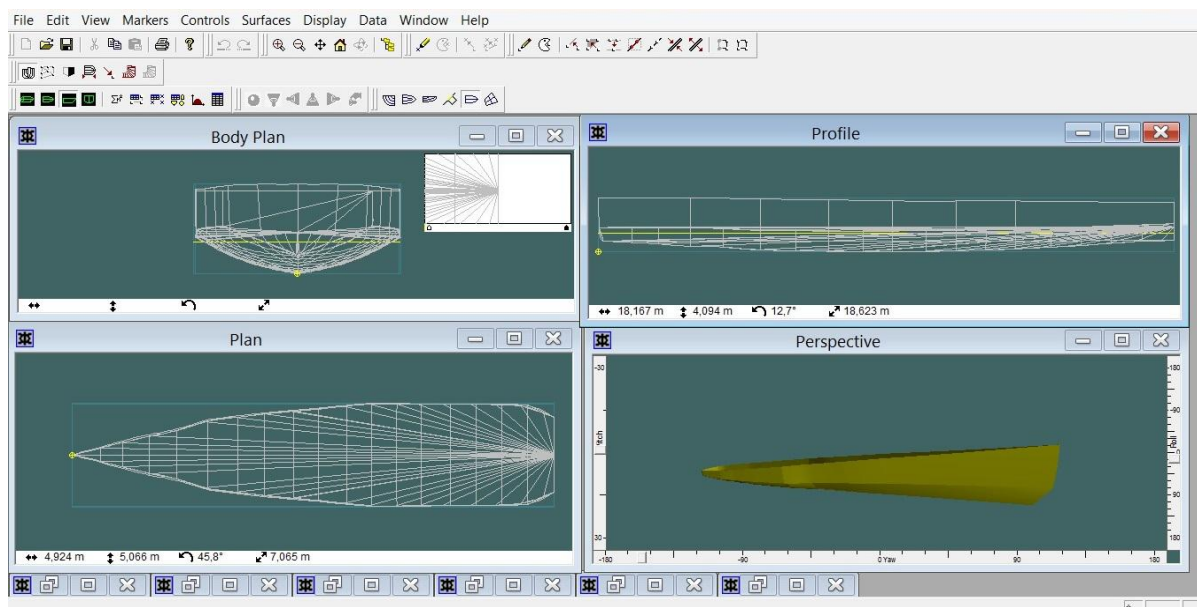 File Edit View Markers Controls Surfaces Display Data Window Help
Body Plan
Profile
18,167 m 4,094 m 12,7° 18,623 m
Plan
4,924 m 5,066 m 45,8° 7,065 m
Perspective
-30
30
Pitch
-180
-90
Roll
0
90
180
-180 -90 0 Yaw 90 180